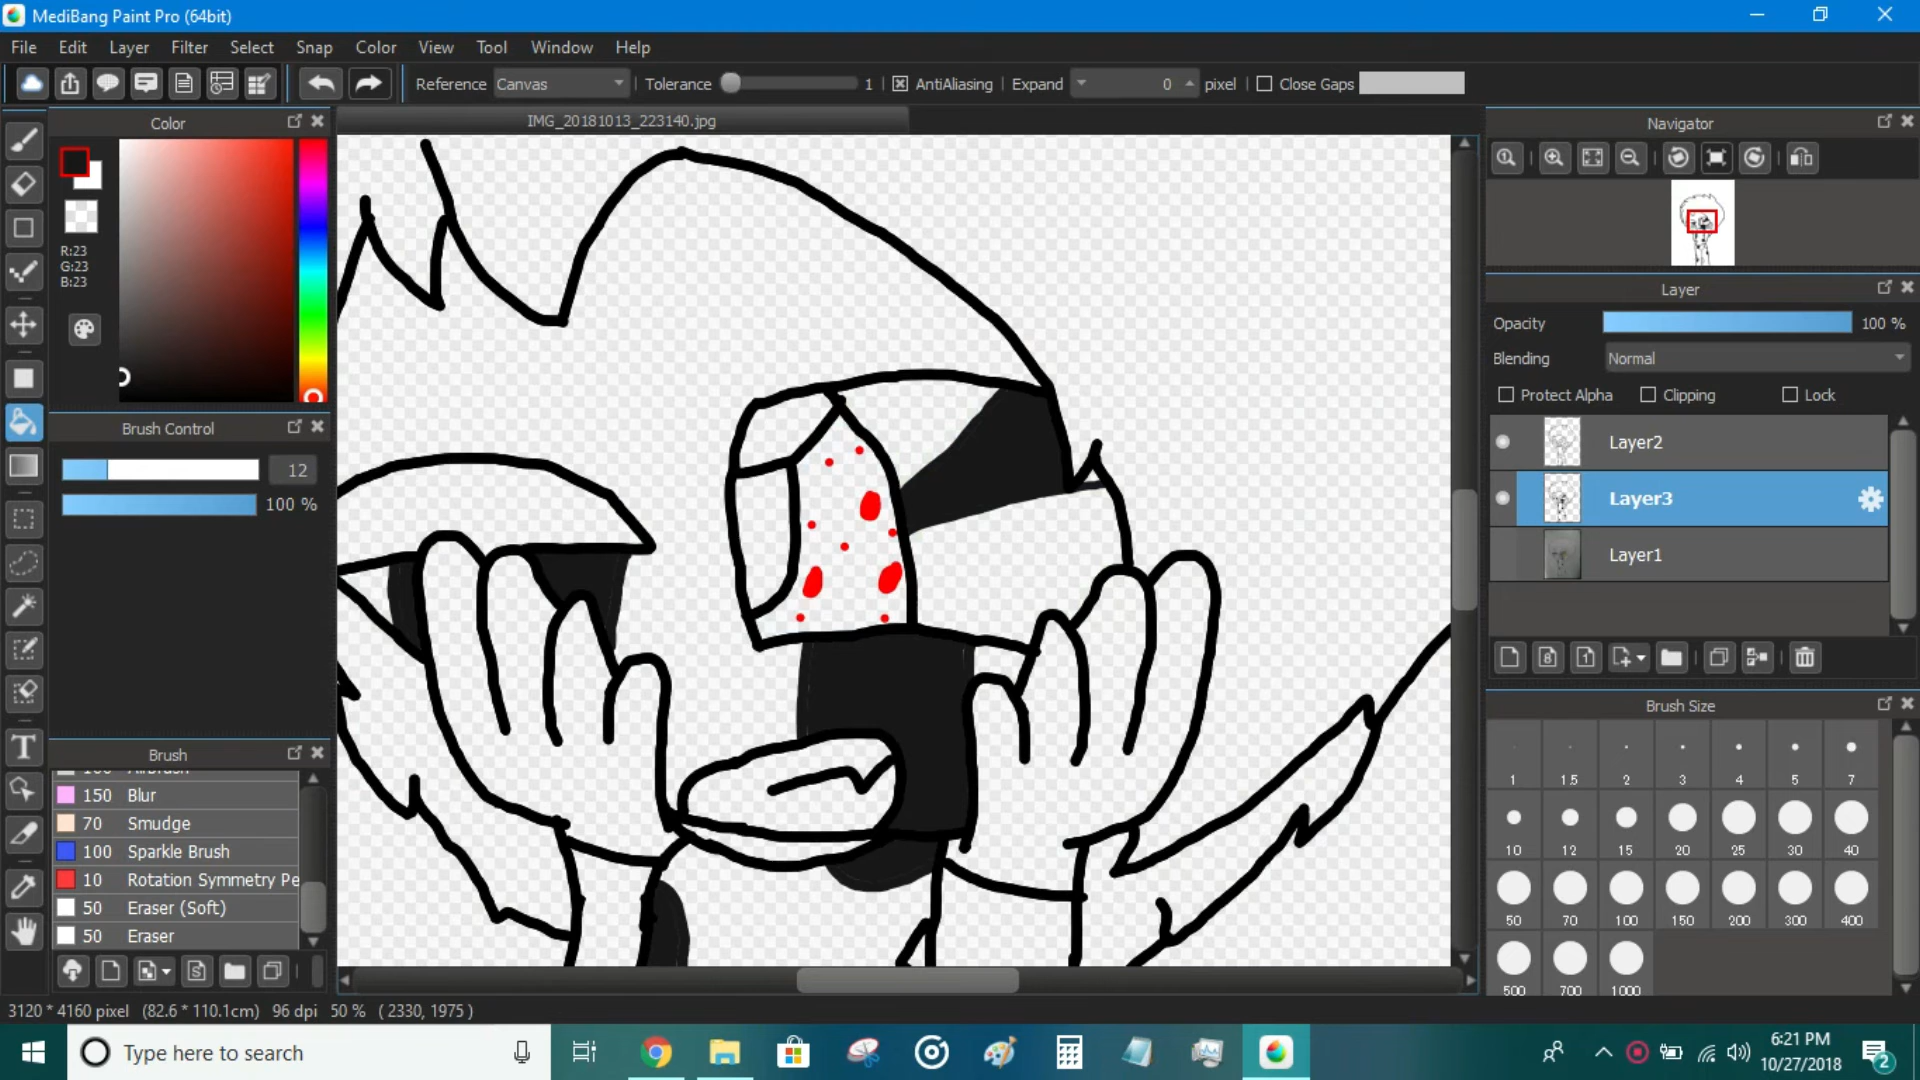 MediBang Paint Pro (64bit)
File Edit Layer Filter Select Snap Color View Tool Window Help
Reference Canvas Tolerance 1 AntiAliasing Expand 0 pixel Close Gaps
Color
IMG_20181013_223140.jpg
Navigator
R:23
G:23
B:23
Layer
Opacity 100 %
Blending Normal
Protect Alpha Clipping Lock
Brush Control
12
100 %
Layer2
Layer3
Layer1
8 1
Brush Size
1 1.5 2 3 4 5 7
10 12 15 20 25 30 40
50 70 100 150 200 300 400
500 700 1000
Brush
150 Blur
70 Smudge
100 Sparkle Brush
10 Rotation Symmetry Pe
50 Eraser (Soft)
50 Eraser
3120 * 4160 pixel (82.6 * 110.1cm) 96 dpi 50 % ( 2330, 1975 )
Type here to search
6:21 PM
10/27/2018
2